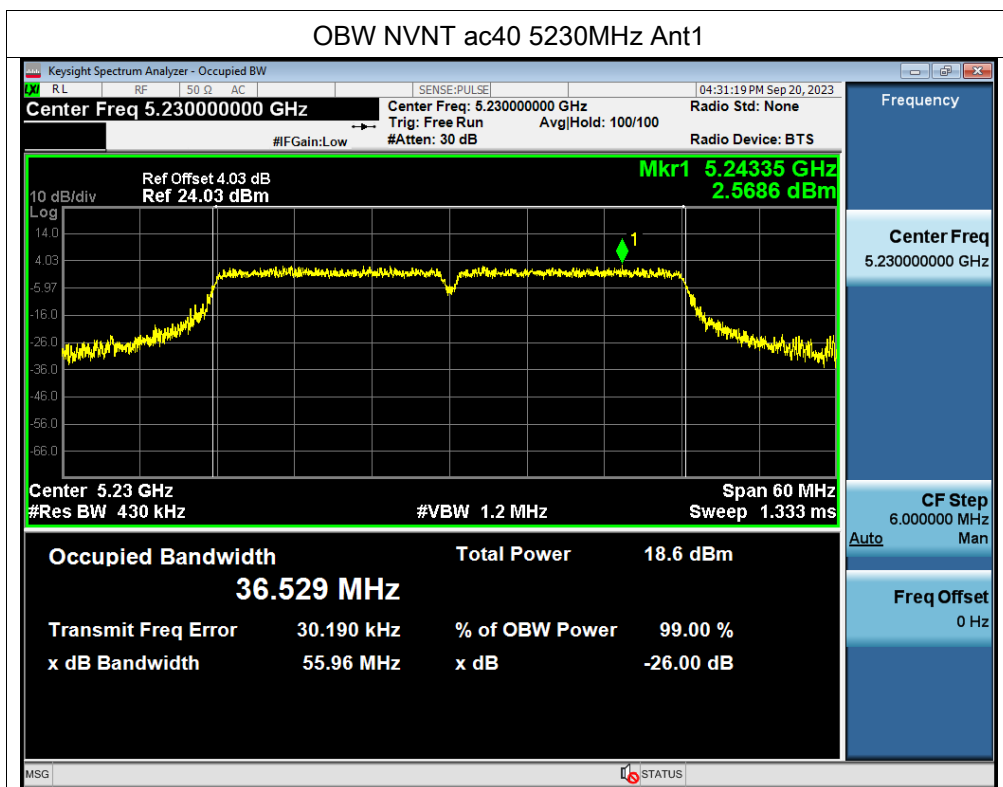 OBW NVNT ac40 5230MHz Ant1
Keysight Spectrum Analyzer - Occupied BW
LXI RL RF 50 Ω AC SENSE:PULSE 04:31:19 PM Sep 20, 2023
Center Freq 5.230000000 GHz
Center Freq: 5.230000000 GHz Radio Std: None
Trig: Free Run Avg|Hold: 100/100
#IFGain:Low #Atten: 30 dB Radio Device: BTS
Frequency
Mkr1 5.24335 GHz
2.5686 dBm
Ref Offset 4.03 dB
10 dB/div Ref 24.03 dBm
Log
14.0
4.03
-5.97
-16.0
-26.0
-36.0
-46.0
-56.0
-66.0
1
Center 5.23 GHz Span 60 MHz
#Res BW 430 kHz #VBW 1.2 MHz Sweep 1.333 ms
Center Freq
5.230000000 GHz
CF Step
6.000000 MHz
Auto Man
Freq Offset
0 Hz
Occupied Bandwidth Total Power 18.6 dBm
36.529 MHz
Transmit Freq Error 30.190 kHz % of OBW Power 99.00 %
x dB Bandwidth 55.96 MHz x dB -26.00 dB
MSG STATUS